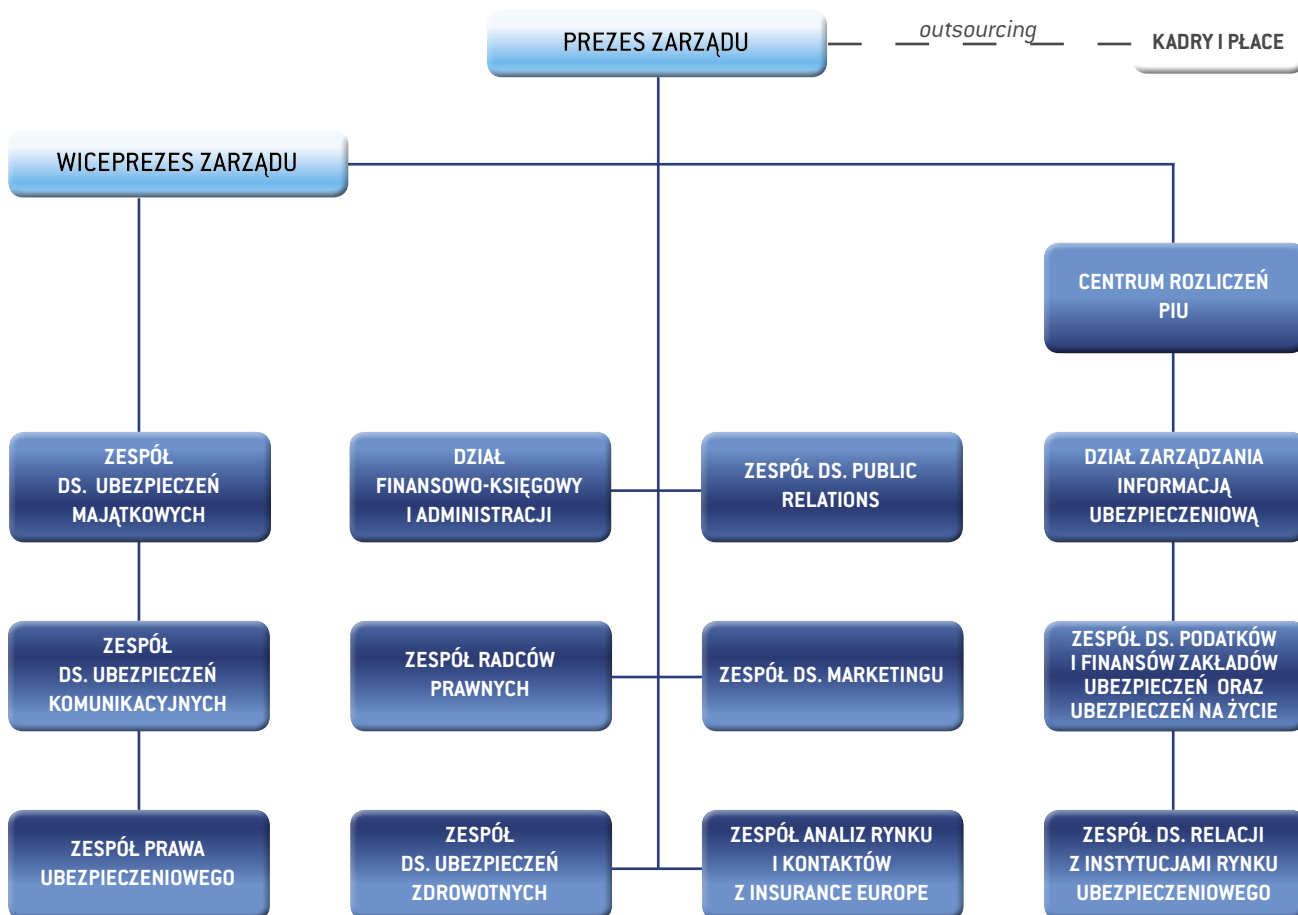 PREZES ZARZĄDU
outsourcing
KADRY I PŁACE
WICEPREZES ZARZĄDU
CENTRUM ROZLICZEŃ
PIU
ZESPÓŁ
DS. UBEZPIECZEŃ
MAJĄTKOWYCH
DZIAŁ
FINANSOWO-KSIĘGOWY
I ADMINISTRACJI
ZESPÓŁ DS. PUBLIC
RELATIONS
DZIAŁ ZARZĄDZANIA
INFORMACJĄ
UBEZPIECZENIOWĄ
ZESPÓŁ
DS. UBEZPIECZEŃ
KOMUNIKACYJNYCH
ZESPÓŁ RADCÓW
PRAWNYCH
ZESPÓŁ DS. MARKETINGU
ZESPÓŁ DS. PODATKÓW
I FINANSÓW ZAKŁADÓW
UBEZPIECZEŃ ORAZ
UBEZPIECZEŃ NA ŻYCIE
ZESPÓŁ PRAWA
UBEZPIECZENIOWEGO
ZESPÓŁ
DS. UBEZPIECZEŃ
ZDROWOTNYCH
ZESPÓŁ ANALIZ RYNKU
I KONTAKTÓW
Z INSURANCE EUROPE
ZESPÓŁ DS. RELACJI
Z INSTYTUCJAMI RYNKU
UBEZPIECZENIOWEGO